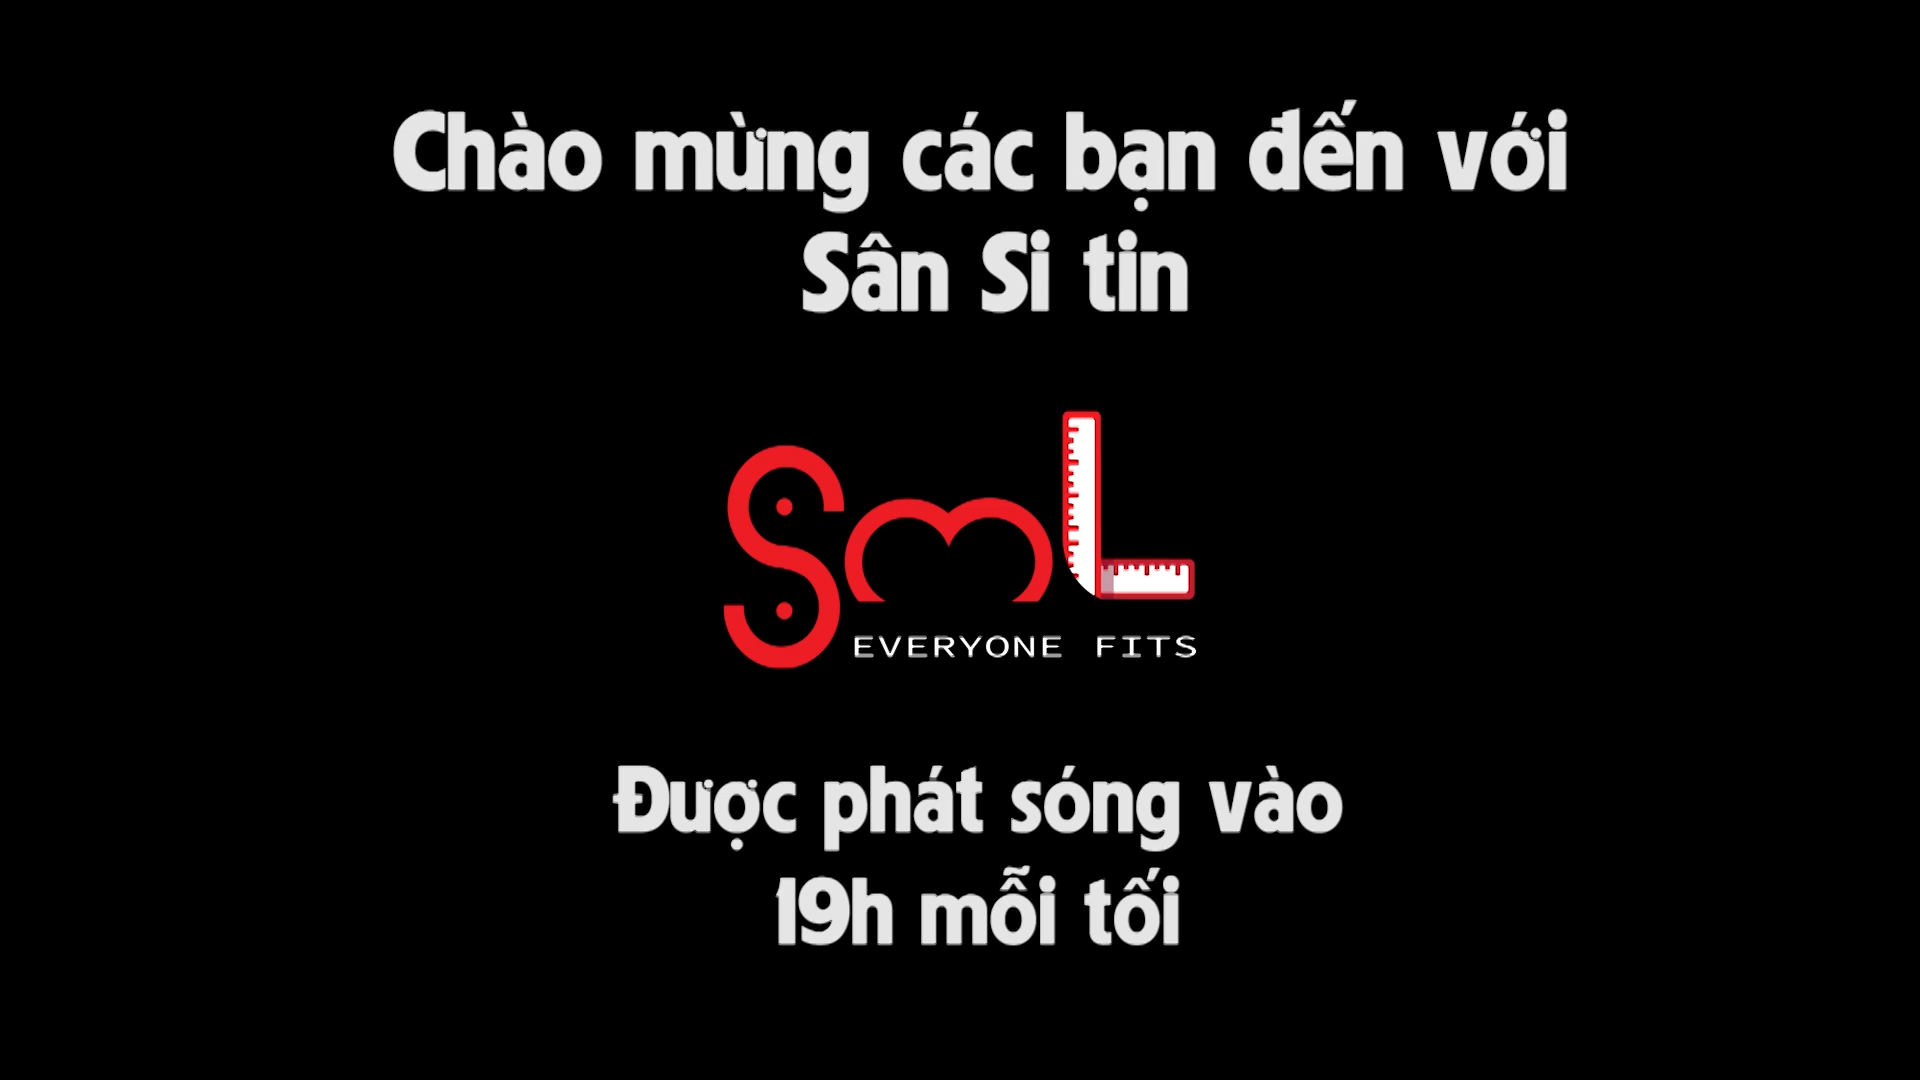 Chào mừng các bạn đến với
Sân Si tin
SmL
EVERYONE FITS
Được phát sóng vào
19h mỗi tối